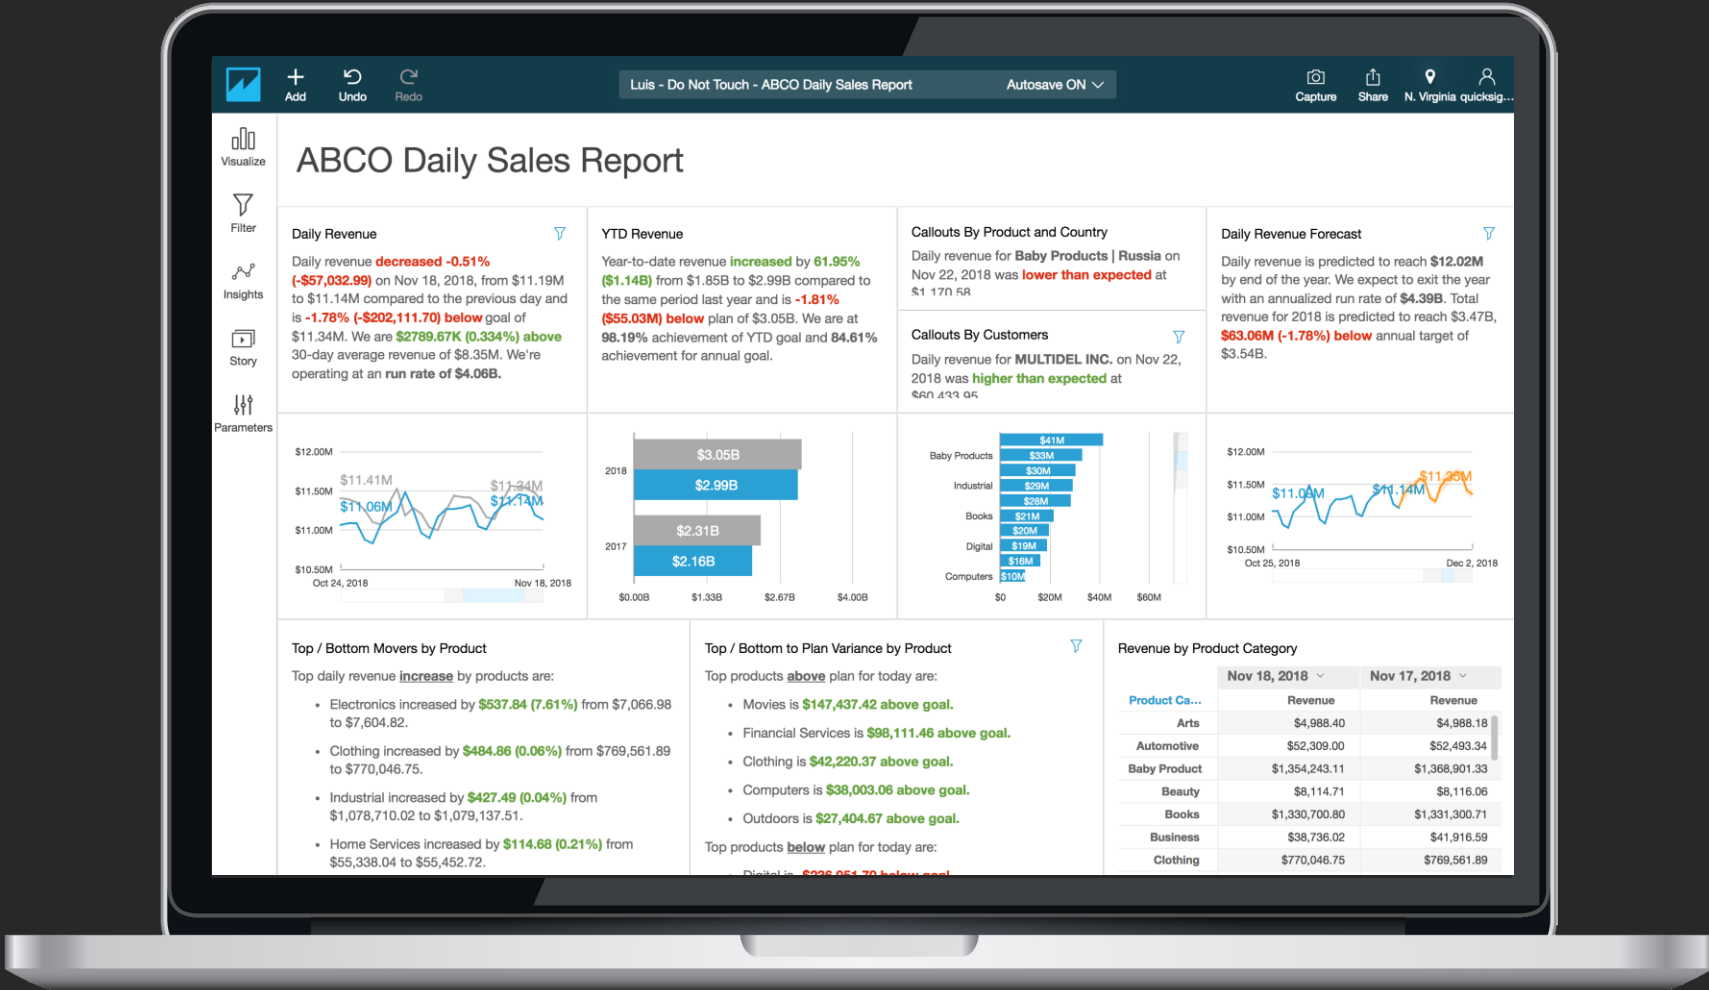 Add
Undo
Redo
Luis - Do Not Touch - ABCO Daily Sales Report
Autosave ON
Capture
Share
N. Virginia
quicksig...
Visualize
Filter
Insights
Story
Parameters
ABCO Daily Sales Report
Daily Revenue
Daily revenue decreased -0.51%
(-$57,032.99) on Nov 18, 2018, from $11.19M
to $11.14M compared to the previous day and
is -1.78% (-$202,111.70) below goal of
$11.34M. We are $2789.67K (0.334%) above
30-day average revenue of $8.35M. We're
operating at an run rate of $4.06B.
YTD Revenue
Year-to-date revenue increased by 61.95%
($1.14B) from $1.85B to $2.99B compared to
the same period last year and is -1.81%
($55.03M) below plan of $3.05B. We are at
98.19% achievement of YTD goal and 84.61%
achievement for annual goal.
Callouts By Product and Country
Daily revenue for Baby Products | Russia on
Nov 22, 2018 was lower than expected at
$1,170.58
Callouts By Customers
Daily revenue for MULTIDEL INC. on Nov 22,
2018 was higher than expected at
$60,433.95
Daily Revenue Forecast
Daily revenue is predicted to reach $12.02M
by end of the year. We expect to exit the year
with an annualized run rate of $4.39B. Total
revenue for 2018 is predicted to reach $3.47B,
$63.06M (-1.78%) below annual target of
$3.54B.
$12.00M
$11.50M
$11.00M
$10.50M
$11.41M
$11.06M
$11.34M
$11.14M
Oct 24, 2018
Nov 18, 2018
2018
$3.05B
$2.99B
2017
$2.31B
$2.16B
$0.00B
$1.33B
$2.67B
$4.00B
$41M
Baby Products
$33M
$30M
Industrial
$29M
$28M
Books
$21M
$20M
Digital
$19M
$16M
Computers
$10M
$0
$20M
$40M
$60M
$12.00M
$11.50M
$11.00M
$10.50M
$11.09M
$11.14M
$11.35M
Oct 25, 2018
Dec 2, 2018
Top / Bottom Movers by Product
Top daily revenue increase by products are:
• Electronics increased by $537.84 (7.61%) from $7,066.98
to $7,604.82.
• Clothing increased by $484.86 (0.06%) from $769,561.89
to $770,046.75.
• Industrial increased by $427.49 (0.04%) from
$1,078,710.02 to $1,079,137.51.
• Home Services increased by $114.68 (0.21%) from
$55,338.04 to $55,452.72.
Top / Bottom to Plan Variance by Product
Top products above plan for today are:
• Movies is $147,437.42 above goal.
• Financial Services is $98,111.46 above goal.
• Clothing is $42,220.37 above goal.
• Computers is $38,003.06 above goal.
• Outdoors is $27,404.67 above goal.
Top products below plan for today are:
• Digital is $236,951.70 below goal
Revenue by Product Category
Nov 18, 2018 Nov 17, 2018
Product Ca... Revenue Revenue
Arts $4,988.40 $4,988.18
Automotive $52,309.00 $52,493.34
Baby Product $1,354,243.11 $1,368,901.33
Beauty $8,114.71 $8,116.06
Books $1,330,700.80 $1,331,300.71
Business $38,736.02 $41,916.59
Clothing $770,046.75 $769,561.89